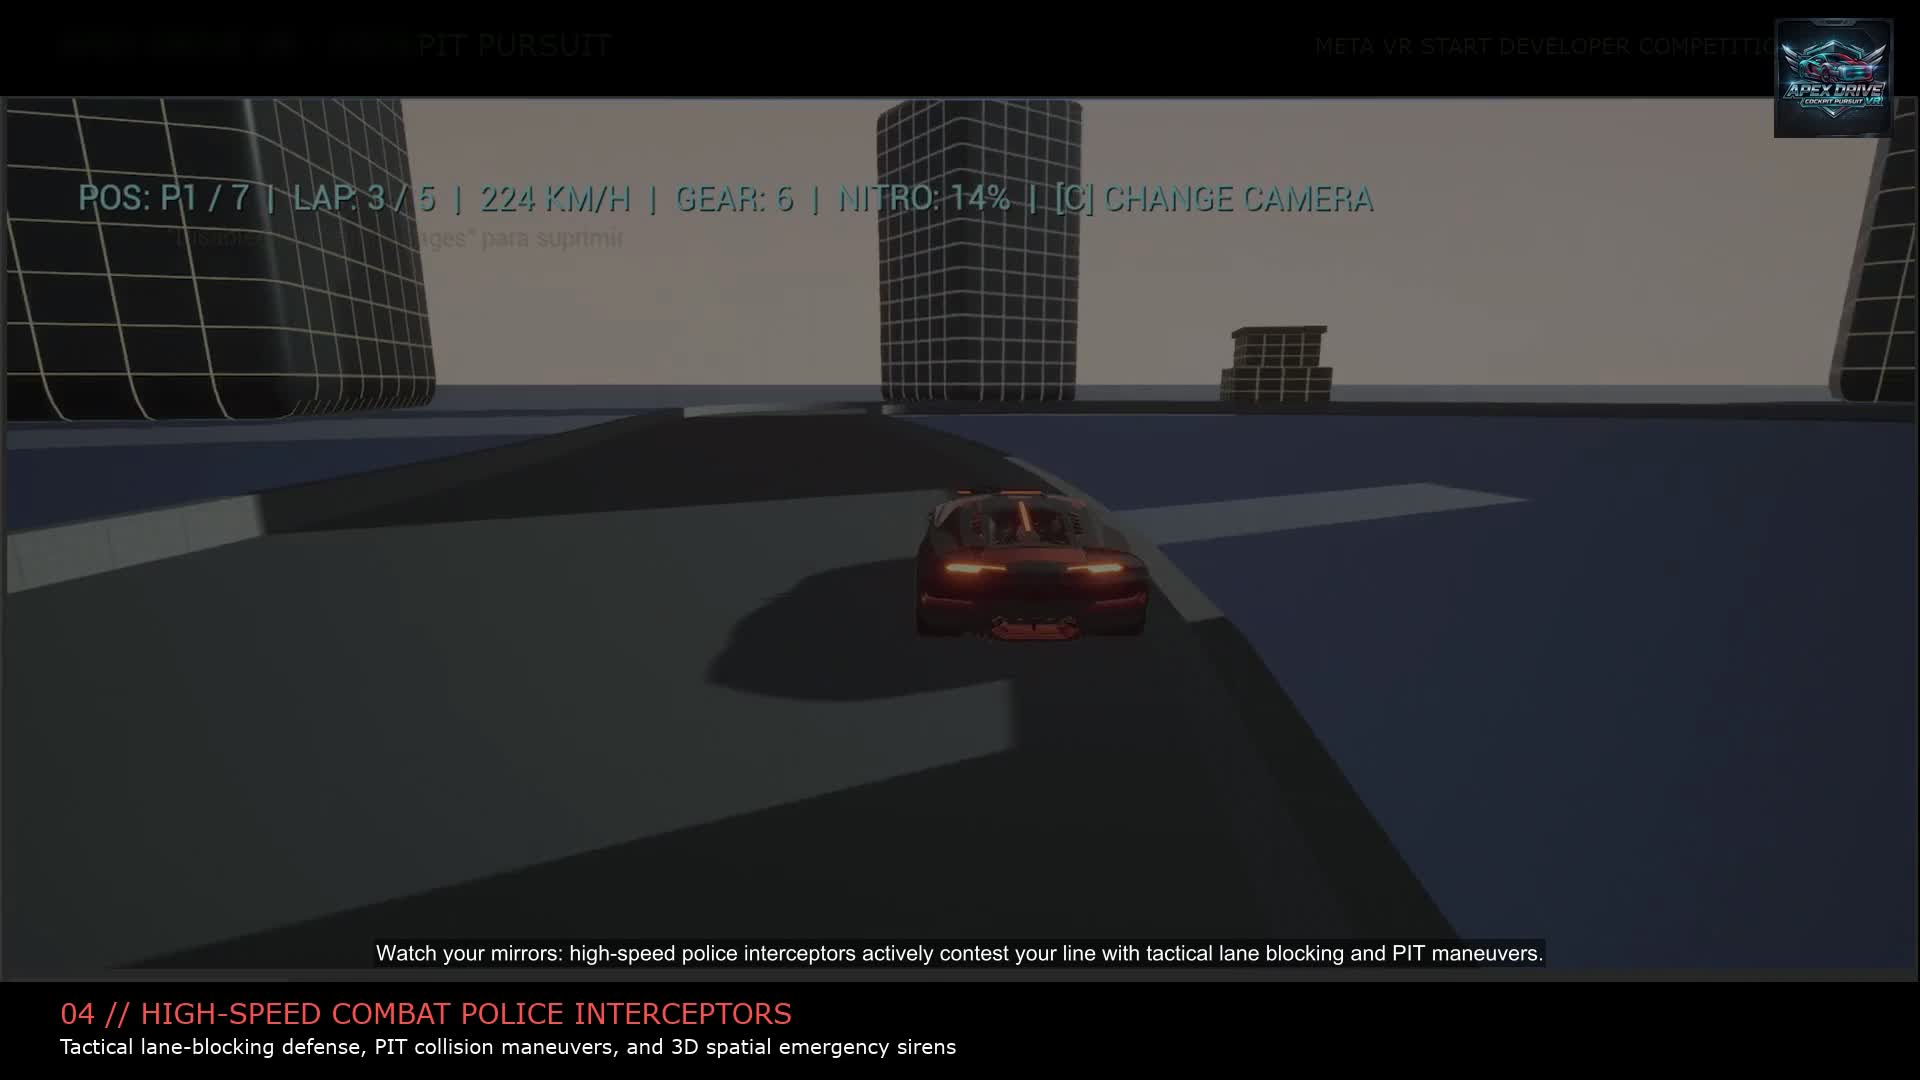 PIT PURSUIT
META VR START DEVELOPER COMPETITIO
APEX DRIVE
COCKPIT PURSUIT VR
POS: P1 / 7 | LAP: 3 / 5 | 224 KM/H | GEAR: 6 | NITRO: 14% | [C] CHANGE CAMERA
ages" para suprimir
Watch your mirrors: high-speed police interceptors actively contest your line with tactical lane blocking and PIT maneuvers.
04 // HIGH-SPEED COMBAT POLICE INTERCEPTORS
Tactical lane-blocking defense, PIT collision maneuvers, and 3D spatial emergency sirens